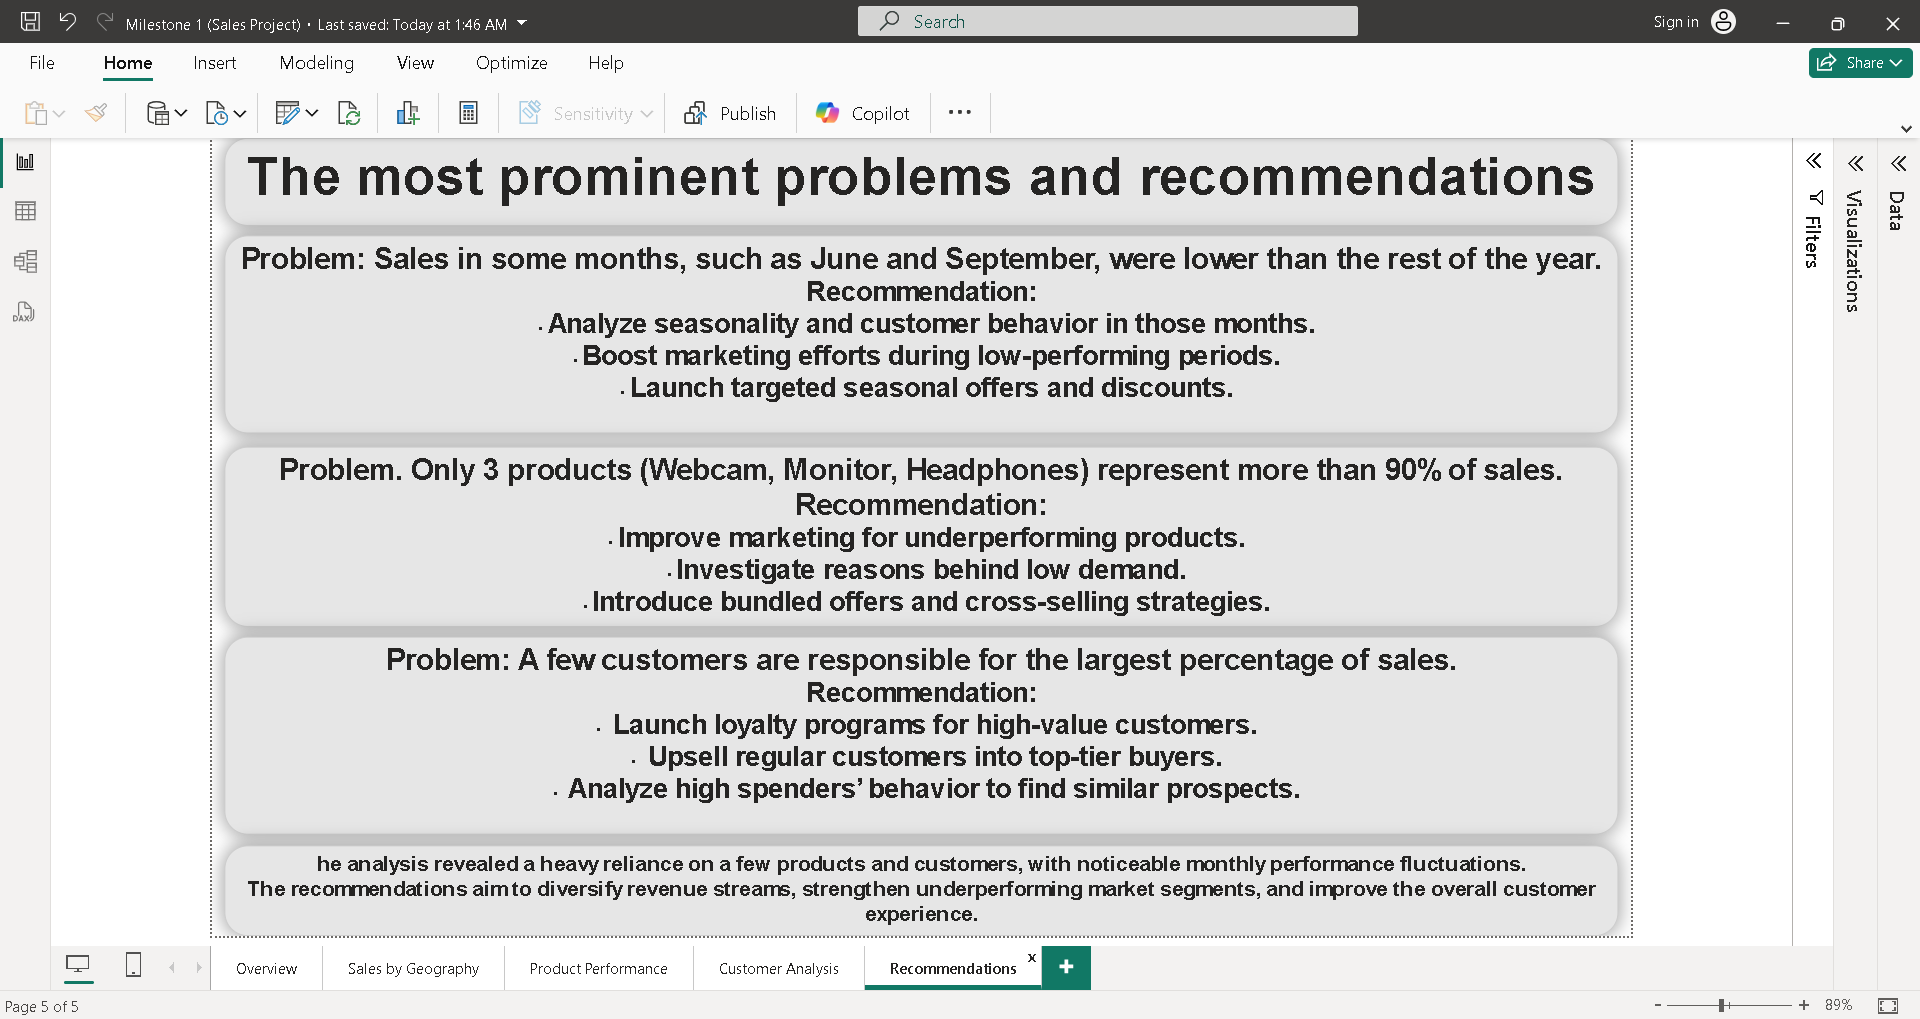 Milestone 1 (Sales Project) • Last saved: Today at 1:46 AM
Search
Sign in
File
Home
Insert
Modeling
View
Optimize
Help
Share
Sensitivity
Publish
Copilot
DAX
The most prominent problems and recommendations
Problem: Sales in some months, such as June and September, were lower than the rest of the year.
Recommendation:
· Analyze seasonality and customer behavior in those months.
· Boost marketing efforts during low-performing periods.
· Launch targeted seasonal offers and discounts.
Problem. Only 3 products (Webcam, Monitor, Headphones) represent more than 90% of sales.
Recommendation:
· Improve marketing for underperforming products.
· Investigate reasons behind low demand.
· Introduce bundled offers and cross-selling strategies.
Problem: A few customers are responsible for the largest percentage of sales.
Recommendation:
· Launch loyalty programs for high-value customers.
· Upsell regular customers into top-tier buyers.
· Analyze high spenders’ behavior to find similar prospects.
he analysis revealed a heavy reliance on a few products and customers, with noticeable monthly performance fluctuations.
The recommendations aim to diversify revenue streams, strengthen underperforming market segments, and improve the overall customer
experience.
Filters
Visualizations
Data
Overview
Sales by Geography
Product Performance
Customer Analysis
Recommendations
x
+
Page 5 of 5
- + 89%